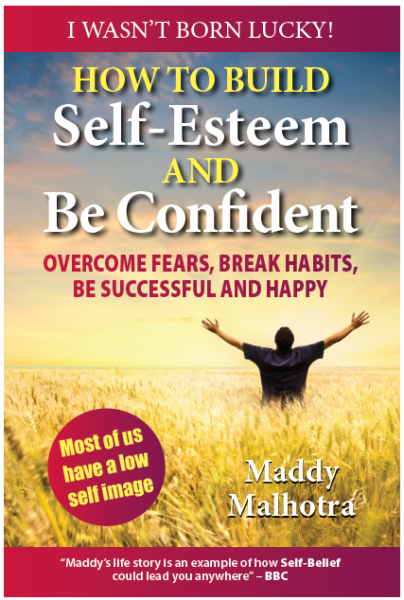 I WASN'T BORN LUCKY!
HOW TO BUILD
Self-Esteem
AND
Be Confident
OVERCOME FEARS, BREAK HABITS,
BE SUCCESSFUL AND HAPPY
Most of us
have a low
self image
Maddy
Malhotra
“Maddy's life story is an example of how Self-Belief
could lead you anywhere” – BBC